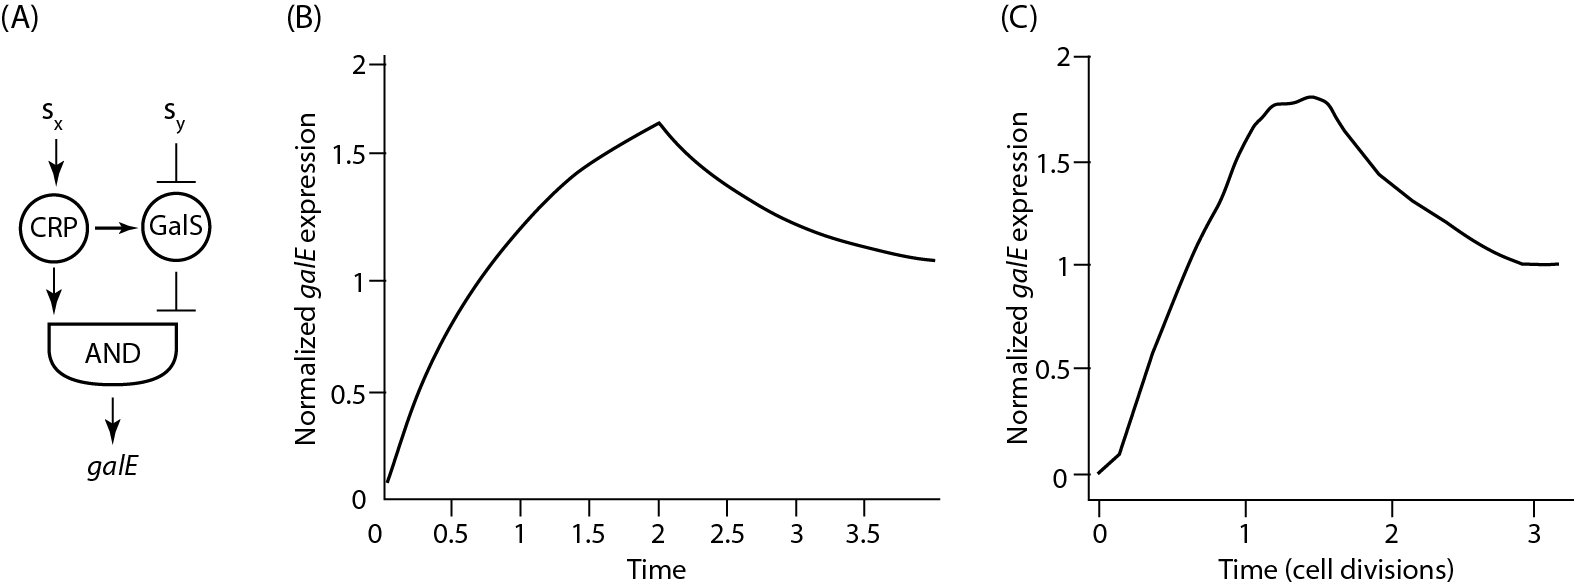 (A)
s_x s_y
CRP GalS
AND
galE
(B)
Normalized galE expression
2
1.5
1
0.5
0
0 0.5 1 1.5 2 2.5 3 3.5
Time
(C)
Normalized galE expression
2
1.5
1
0.5
0
0 1 2 3
Time (cell divisions)